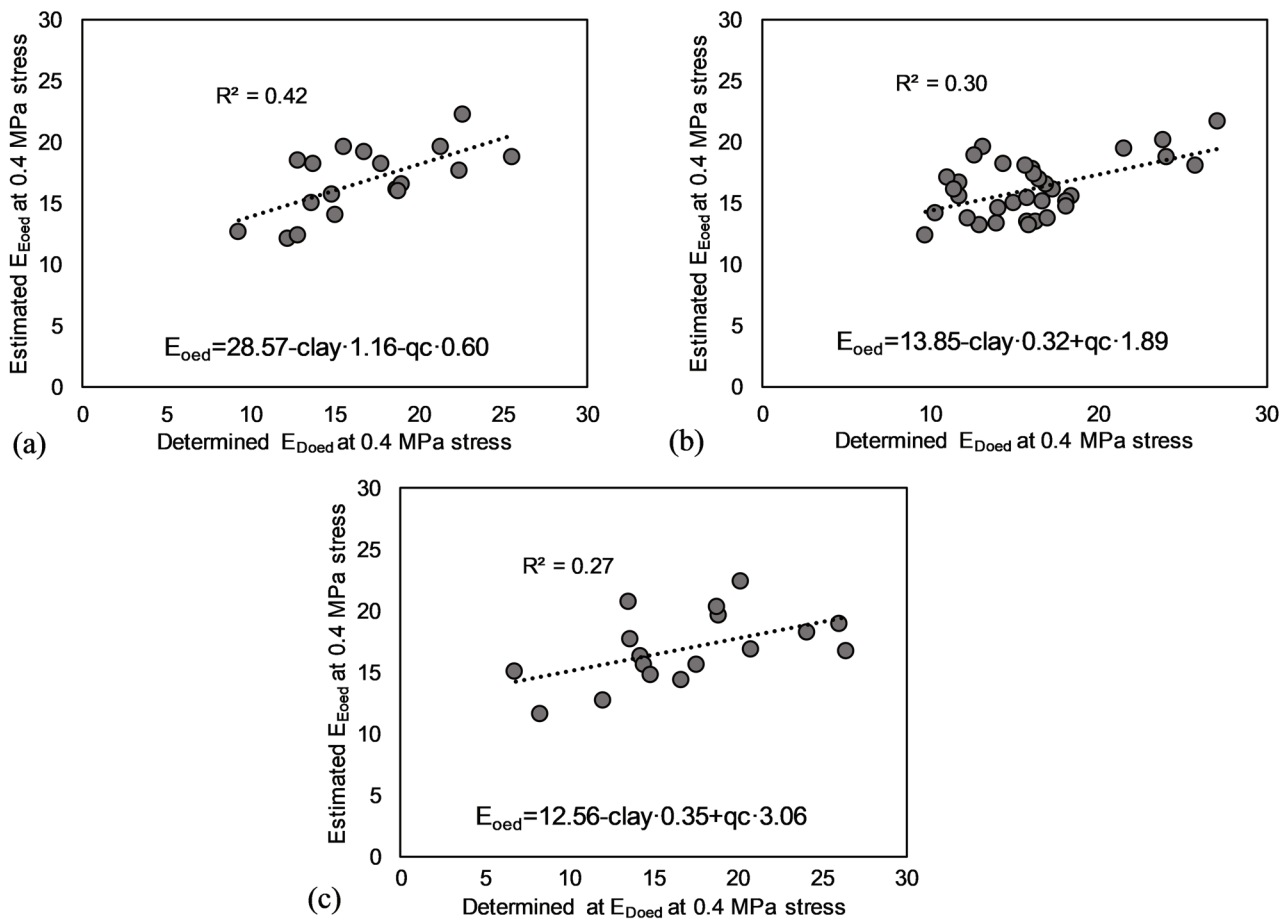 Estimated E_Eoed at 0.4 MPa stress
30
25
20
15
10
5
0
R² = 0.42
E_oed=28.57-clay·1.16-qc·0.60
0 5 10 15 20 25 30
Determined E_Doed at 0.4 MPa stress
(a)
Estimated E_Eoed at 0.4 MPa stress
30
25
20
15
10
5
0
R² = 0.30
E_oed=13.85-clay·0.32+qc·1.89
0 10 20 30
Determined E_Doed at 0.4 MPa stress
(b)
Estimated E_Eoed at 0.4 MPa stress
30
25
20
15
10
5
0
R² = 0.27
E_oed=12.56-clay·0.35+qc·3.06
0 5 10 15 20 25 30
Determined at E_Doed at 0.4 MPa stress
(c)